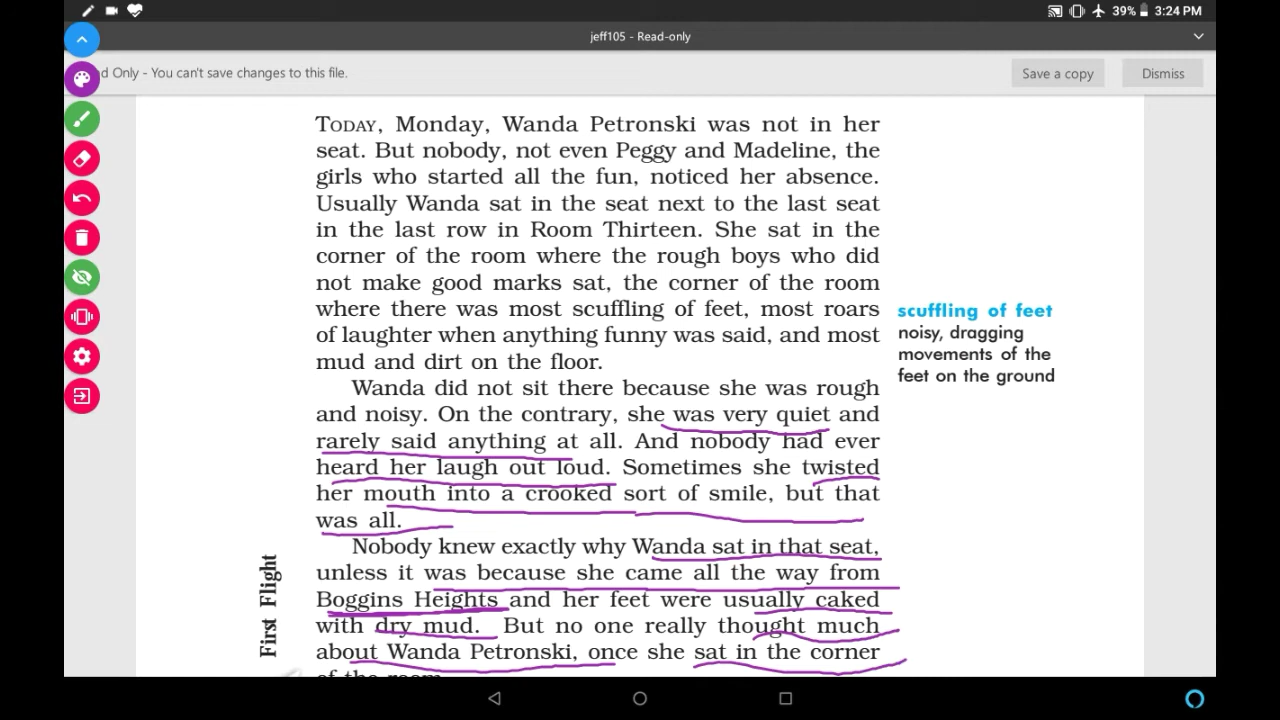 39% 3:24 PM
jeff105 - Read-only
d Only - You can't save changes to this file.
Save a copy
Dismiss
TODAY, Monday, Wanda Petronski was not in her
seat. But nobody, not even Peggy and Madeline, the
girls who started all the fun, noticed her absence.
Usually Wanda sat in the seat next to the last seat
in the last row in Room Thirteen. She sat in the
corner of the room where the rough boys who did
not make good marks sat, the corner of the room
where there was most scuffling of feet, most roars
of laughter when anything funny was said, and most
mud and dirt on the floor.
scuffling of feet
noisy, dragging
movements of the
feet on the ground
Wanda did not sit there because she was rough
and noisy. On the contrary, she was very quiet and
rarely said anything at all. And nobody had ever
heard her laugh out loud. Sometimes she twisted
her mouth into a crooked sort of smile, but that
was all.
Nobody knew exactly why Wanda sat in that seat,
unless it was because she came all the way from
Boggins Heights and her feet were usually caked
with dry mud. But no one really thought much
about Wanda Petronski, once she sat in the corner
of the room.
First Flight